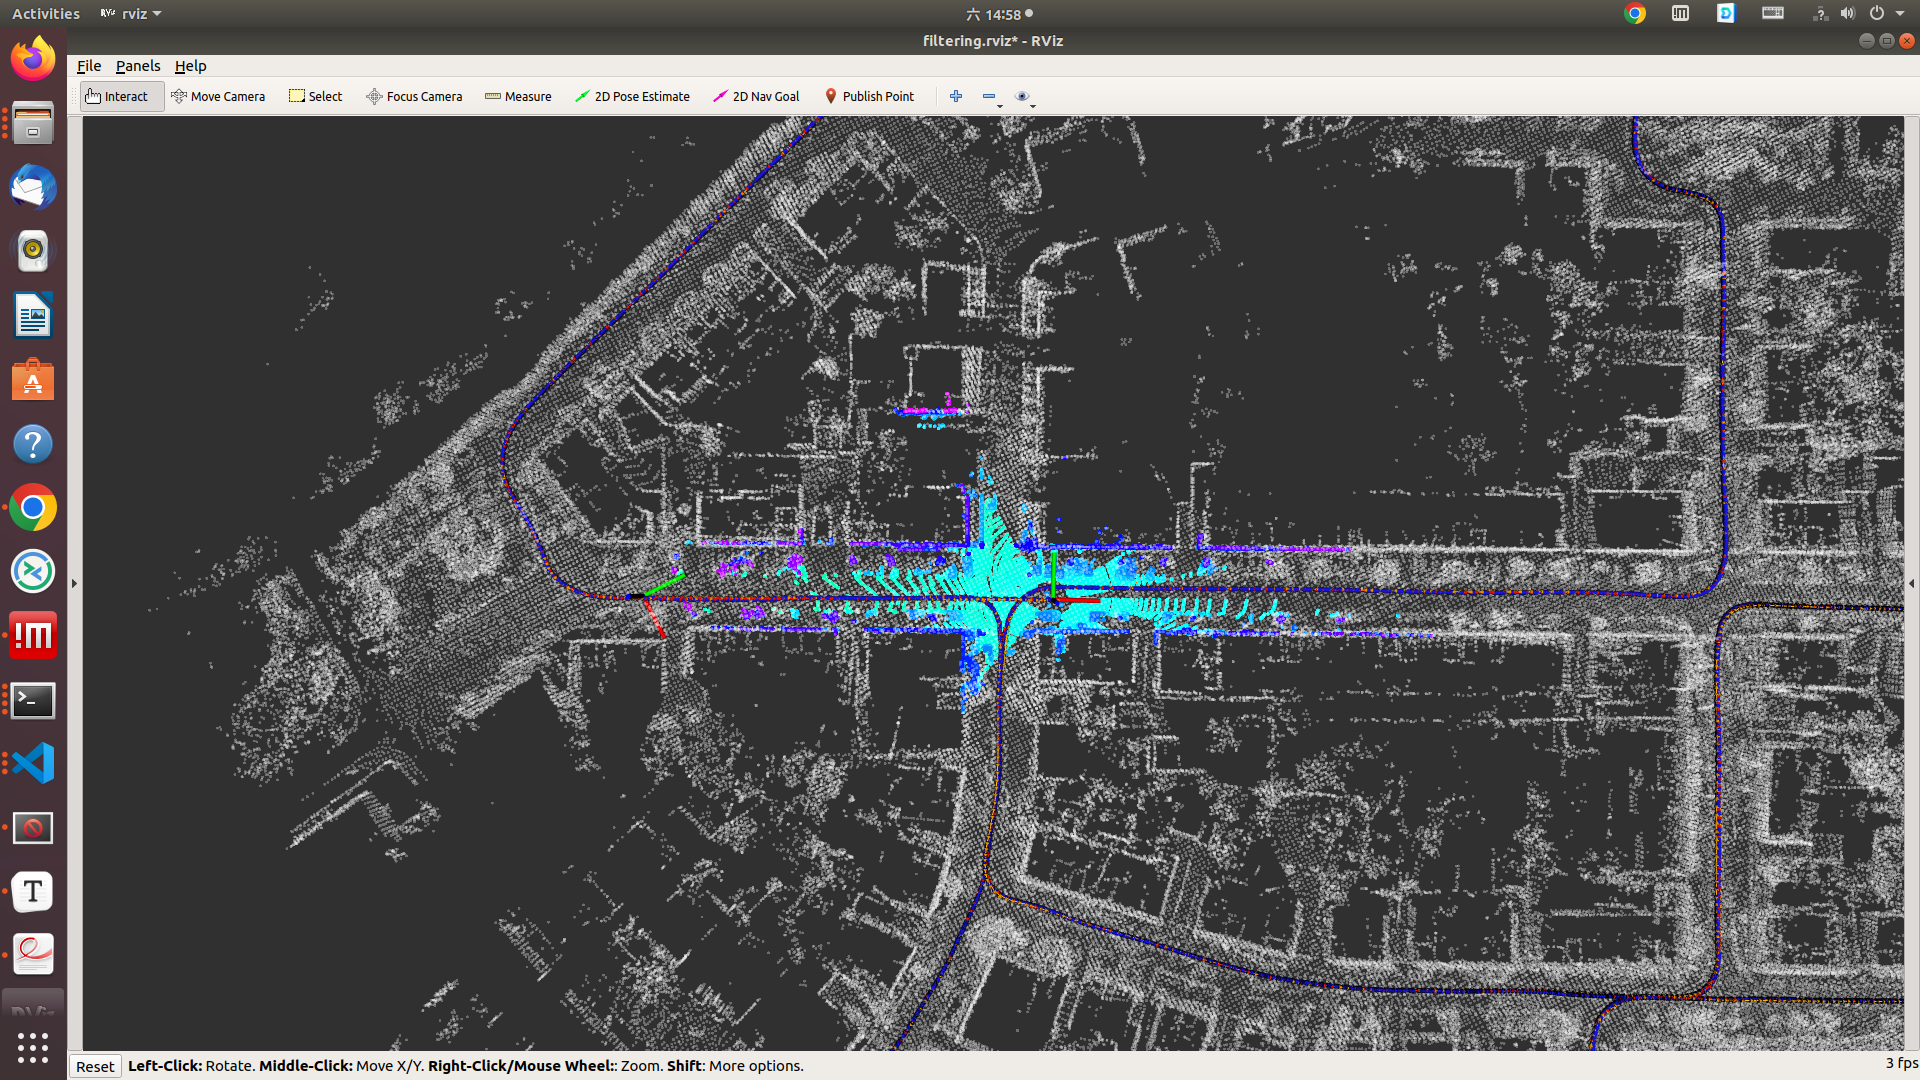 Activities RViz rviz 六 14:58
filtering.rviz* - RViz
File Panels Help
Interact Move Camera Select Focus Camera Measure 2D Pose Estimate 2D Nav Goal Publish Point
Reset Left-Click: Rotate. Middle-Click: Move X/Y. Right-Click/Mouse Wheel:: Zoom. Shift: More options. 3 fps